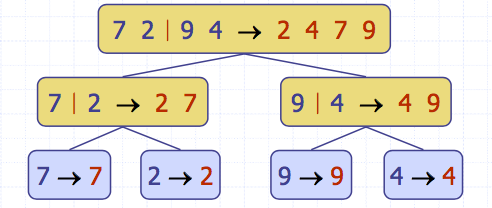 7 2 | 9 4 → 2 4 7 9
7 | 2 → 2 7
9 | 4 → 4 9
7 → 7
2 → 2
9 → 9
4 → 4